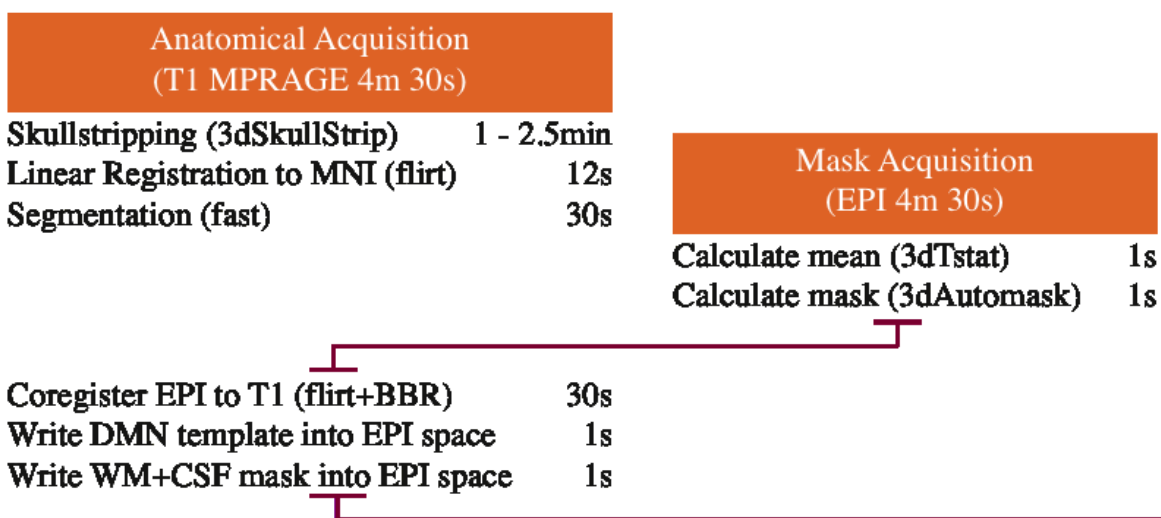 Anatomical Acquisition
(T1 MPRAGE 4m 30s)
Skullstripping (3dSkullStrip) 1 - 2.5min
Linear Registration to MNI (flirt) 12s
Segmentation (fast) 30s
Mask Acquisition
(EPI 4m 30s)
Calculate mean (3dTstat) 1s
Calculate mask (3dAutomask) 1s
Coregister EPI to T1 (flirt+BBR) 30s
Write DMN template into EPI space 1s
Write WM+CSF mask into EPI space 1s